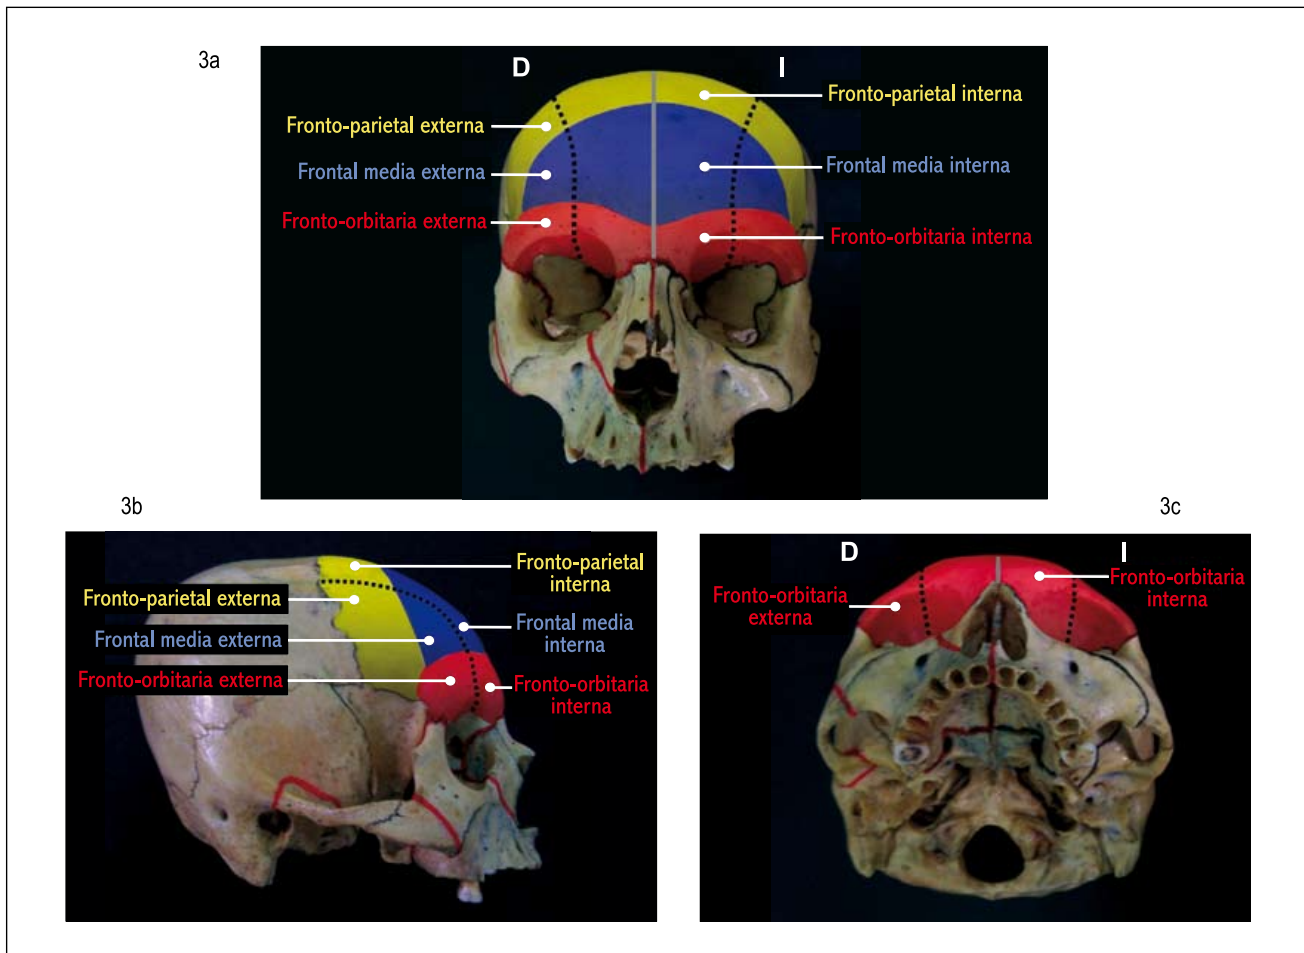 3a
D
I
Fronto-parietal interna
Fronto-parietal externa
Frontal media externa
Frontal media interna
Fronto-orbitaria externa
Fronto-orbitaria interna
3b
Fronto-parietal
interna
Fronto-parietal externa
Frontal media externa
Frontal media
interna
Fronto-orbitaria externa
Fronto-orbitaria
interna
3c
D
I
Fronto-orbitaria
externa
Fronto-orbitaria
interna